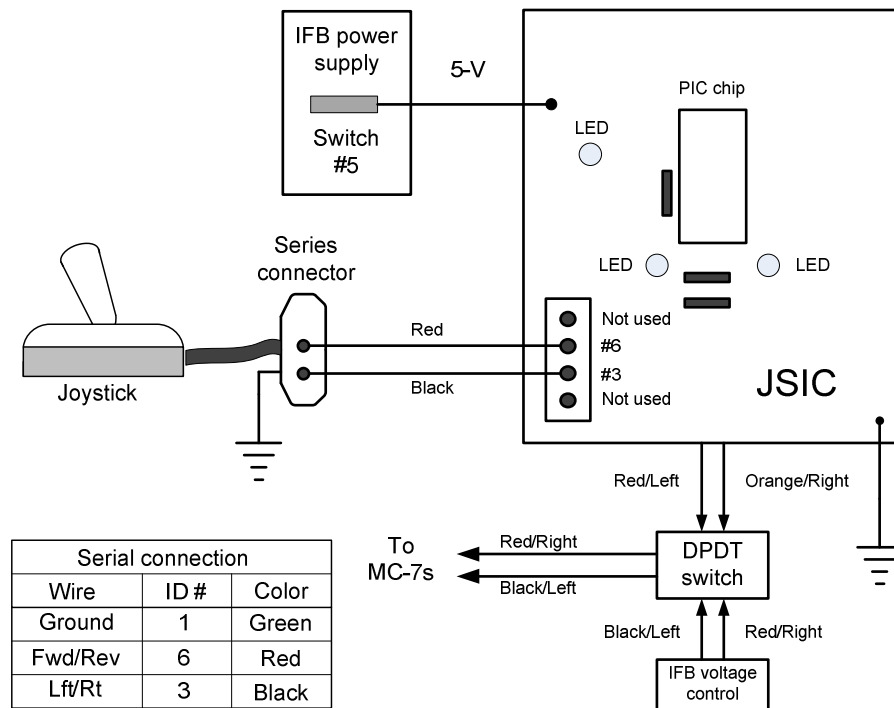 IFB power
supply
Switch
#5
5-V
PIC chip
LED
LED
LED
Series
connector
Joystick
Red
Black
Not used
#6
#3
Not used
JSIC
Red/Left
Orange/Right
To
MC-7s
Red/Right
Black/Left
DPDT
switch
Black/Left
Red/Right
IFB voltage
control
Serial connection
Wire ID # Color
Ground 1 Green
Fwd/Rev 6 Red
Lft/Rt 3 Black